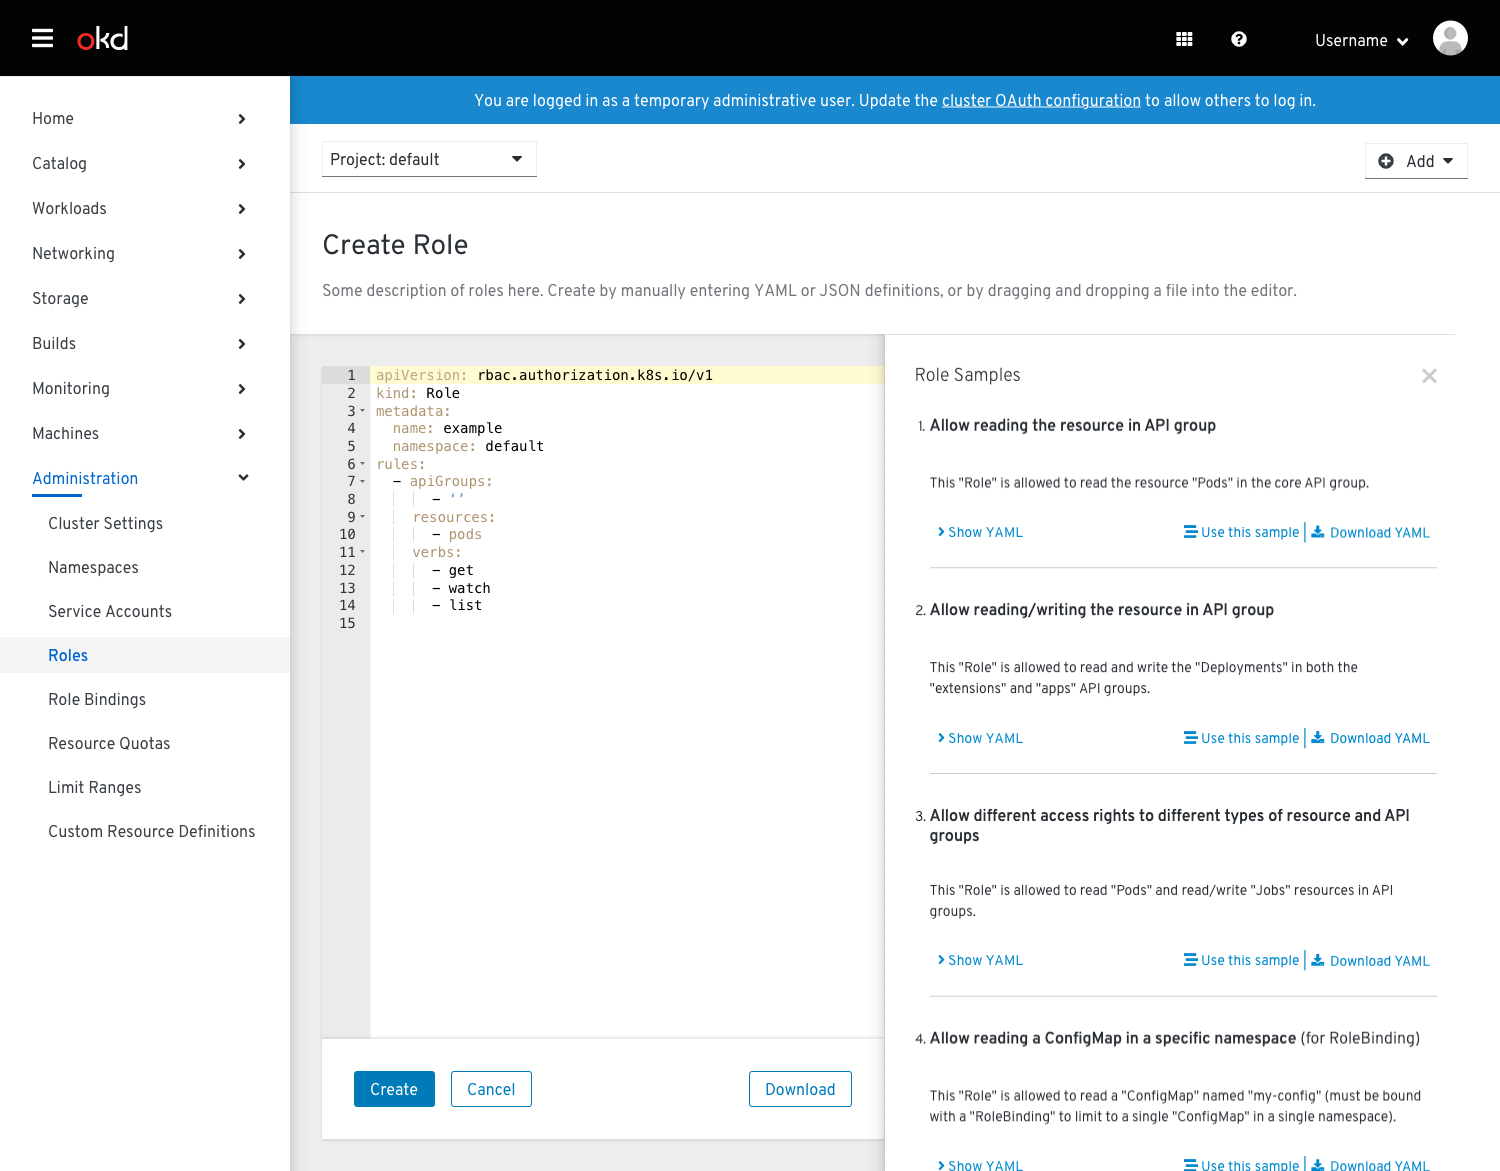 okd
Username
You are logged in as a temporary administrative user. Update the cluster OAuth configuration to allow others to log in.
Home
Catalog
Workloads
Networking
Storage
Builds
Monitoring
Machines
Administration
Cluster Settings
Namespaces
Service Accounts
Roles
Role Bindings
Resource Quotas
Limit Ranges
Custom Resource Definitions
Project: default
Add
Create Role
Some description of roles here. Create by manually entering YAML or JSON definitions, or by dragging and dropping a file into the editor.
1 apiVersion: rbac.authorization.k8s.io/v1
2 kind: Role
3 metadata:
4 name: example
5 namespace: default
6 rules:
7 - apiGroups:
8 - ‘’
9 resources:
10 - pods
11 verbs:
12 - get
13 - watch
14 - list
15
Create
Cancel
Download
Role Samples
1. Allow reading the resource in API group
This "Role" is allowed to read the resource "Pods" in the core API group.
Show YAML
Use this sample | Download YAML
2. Allow reading/writing the resource in API group
This "Role" is allowed to read and write the "Deployments" in both the
"extensions" and "apps" API groups.
Show YAML
Use this sample | Download YAML
3. Allow different access rights to different types of resource and API
groups
This "Role" is allowed to read "Pods" and read/write "Jobs" resources in API
groups.
Show YAML
Use this sample | Download YAML
4. Allow reading a ConfigMap in a specific namespace (for RoleBinding)
This "Role" is allowed to read a "ConfigMap" named "my-config" (must be bound
with a "RoleBinding" to limit to a single "ConfigMap" in a single namespace).
Show YAML
Use this sample | Download YAML